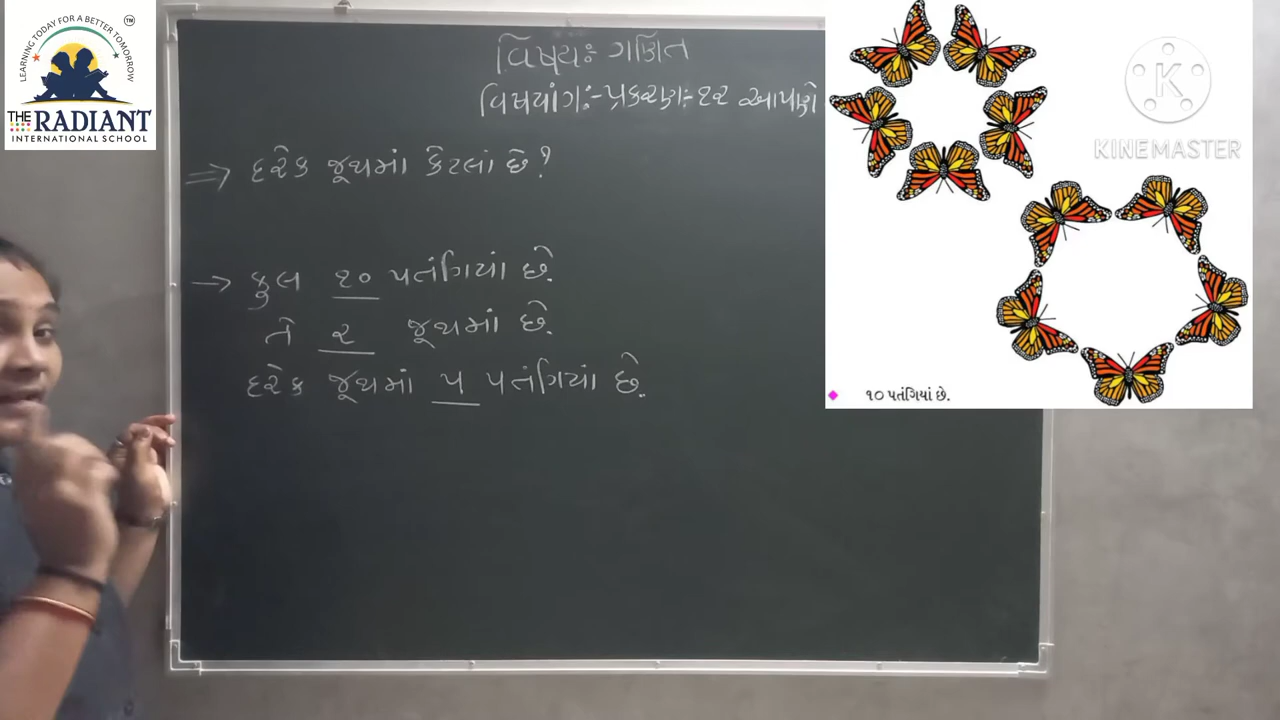 LEARNING TODAY FOR A BETTER TOMORROW
TM
THE RADIANT
INTERNATIONAL SCHOOL
વિષય:- ગણિત
વિષયાંગ:- પ્રકરણ:- ૧૨ આપણે
⇒ દરેક જૂથમાં કેટલાં છે?
→ કુલ ૧૦ પતંગિયાં છે.
તે ૨ જૂથમાં છે.
દરેક જૂથમાં ૫ પતંગિયાં છે.
K
KINEMASTER
૧૦ પતંગિયાં છે.